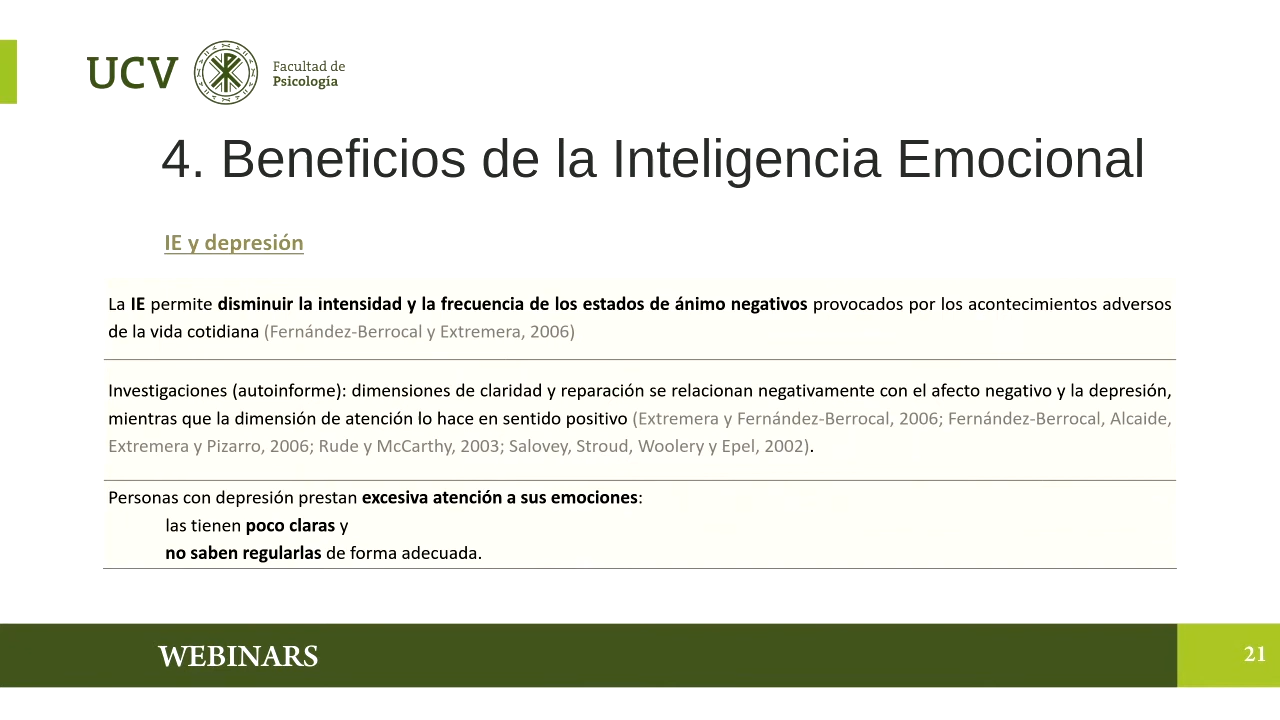 UCV
Facultad de
Psicología
4. Beneficios de la Inteligencia Emocional
IE y depresión
La IE permite disminuir la intensidad y la frecuencia de los estados de ánimo negativos provocados por los acontecimientos adversos
de la vida cotidiana (Fernández-Berrocal y Extremera, 2006)
Investigaciones (autoinforme): dimensiones de claridad y reparación se relacionan negativamente con el afecto negativo y la depresión,
mientras que la dimensión de atención lo hace en sentido positivo (Extremera y Fernández-Berrocal, 2006; Fernández-Berrocal, Alcaide,
Extremera y Pizarro, 2006; Rude y McCarthy, 2003; Salovey, Stroud, Woolery y Epel, 2002).
Personas con depresión prestan excesiva atención a sus emociones:
las tienen poco claras y
no saben regularlas de forma adecuada.
WEBINARS
21